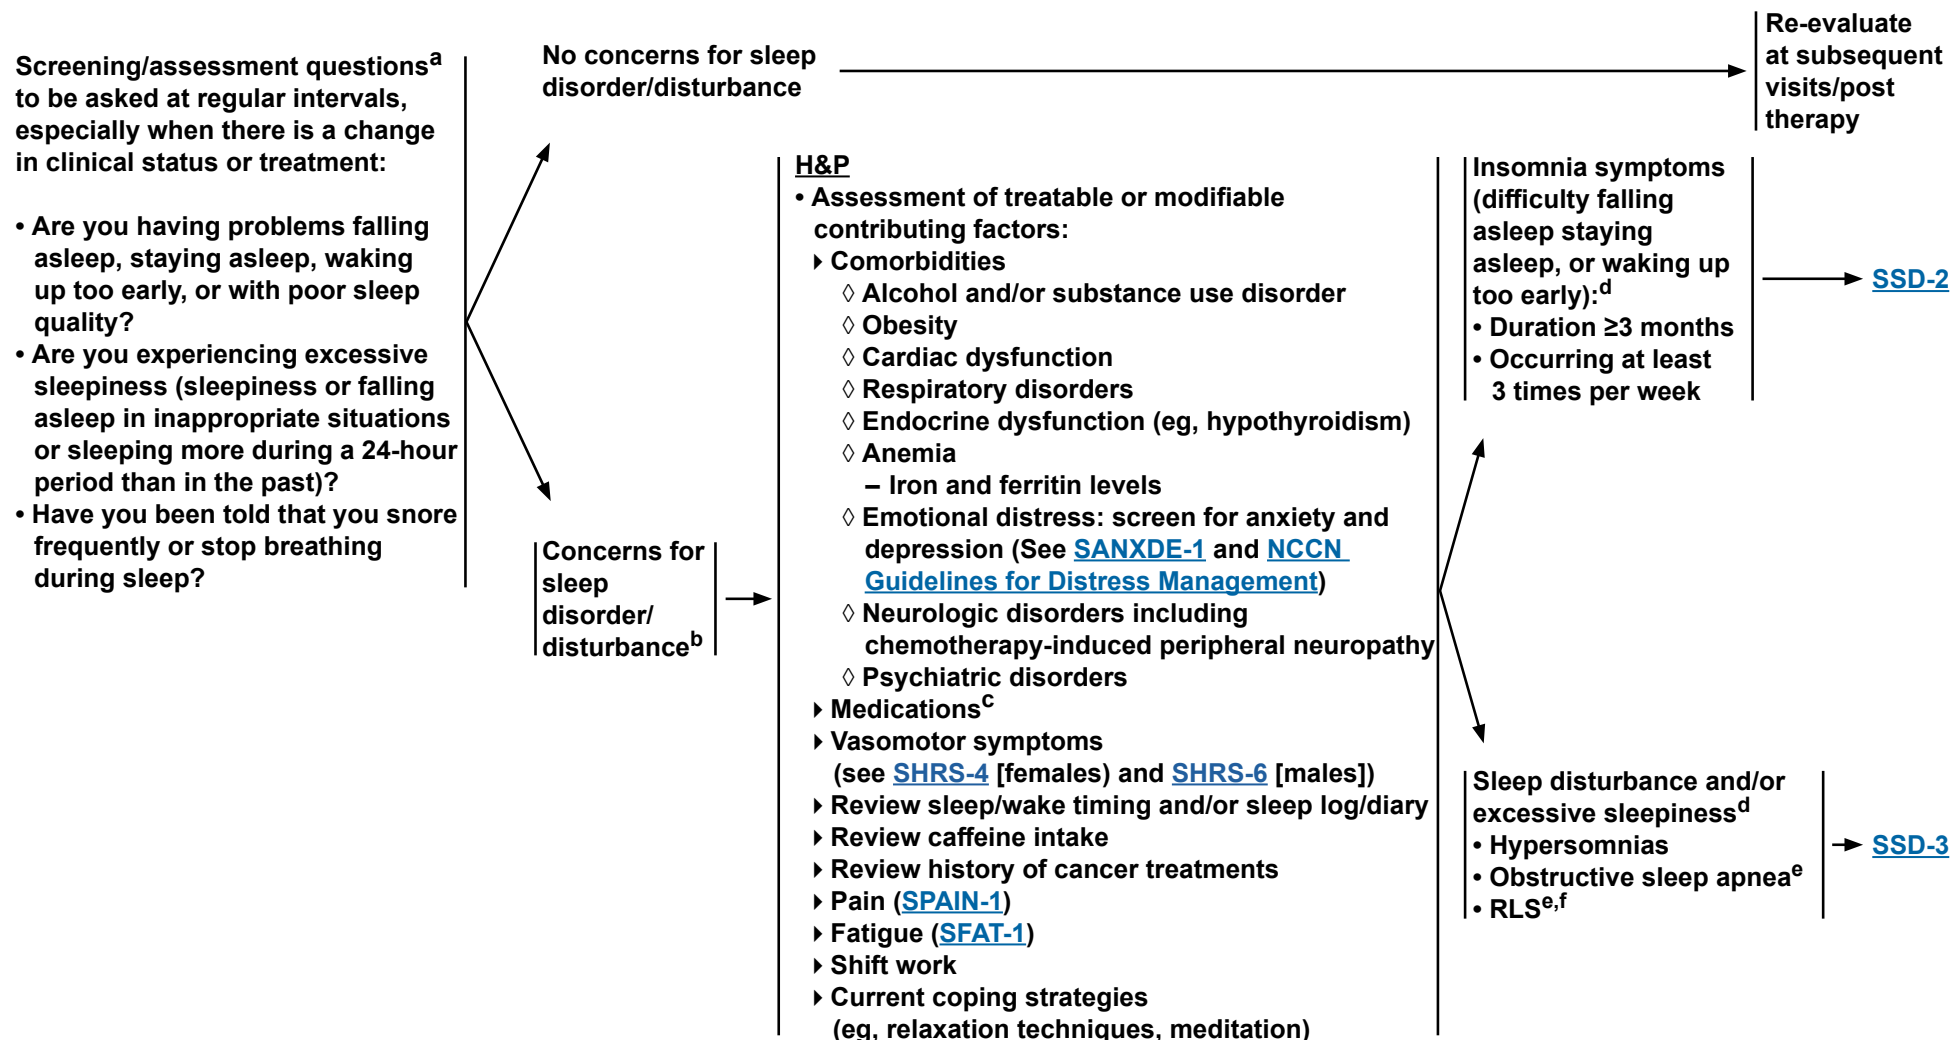 Screening/assessment questionsa
to be asked at regular intervals,
especially when there is a change
in clinical status or treatment:
• Are you having problems falling
asleep, staying asleep, waking
up too early, or with poor sleep
quality?
• Are you experiencing excessive
sleepiness (sleepiness or falling
asleep in inappropriate situations
or sleeping more during a 24-hour
period than in the past)?
• Have you been told that you snore
frequently or stop breathing
during sleep?
No concerns for sleep
disorder/disturbance
Re-evaluate
at subsequent
visits/post
therapy
Concerns for
sleep
disorder/
disturbanceb
H&P
• Assessment of treatable or modifiable
contributing factors:
‣ Comorbidities
◊ Alcohol and/or substance use disorder
◊ Obesity
◊ Cardiac dysfunction
◊ Respiratory disorders
◊ Endocrine dysfunction (eg, hypothyroidism)
◊ Anemia
– Iron and ferritin levels
◊ Emotional distress: screen for anxiety and
depression (See SANXDE-1 and NCCN
Guidelines for Distress Management)
◊ Neurologic disorders including
chemotherapy-induced peripheral neuropathy
◊ Psychiatric disorders
‣ Medicationsc
‣ Vasomotor symptoms
(see SHRS-4 [females) and SHRS-6 [males])
‣ Review sleep/wake timing and/or sleep log/diary
‣ Review caffeine intake
‣ Review history of cancer treatments
‣ Pain (SPAIN-1)
‣ Fatigue (SFAT-1)
‣ Shift work
‣ Current coping strategies
(eg, relaxation techniques, meditation)
Insomnia symptoms
(difficulty falling
asleep staying
asleep, or waking up
too early):d
• Duration ≥3 months
• Occurring at least
3 times per week
SSD-2
Sleep disturbance and/or
excessive sleepinessd
• Hypersomnias
• Obstructive sleep apneae
• RLSe,f
SSD-3